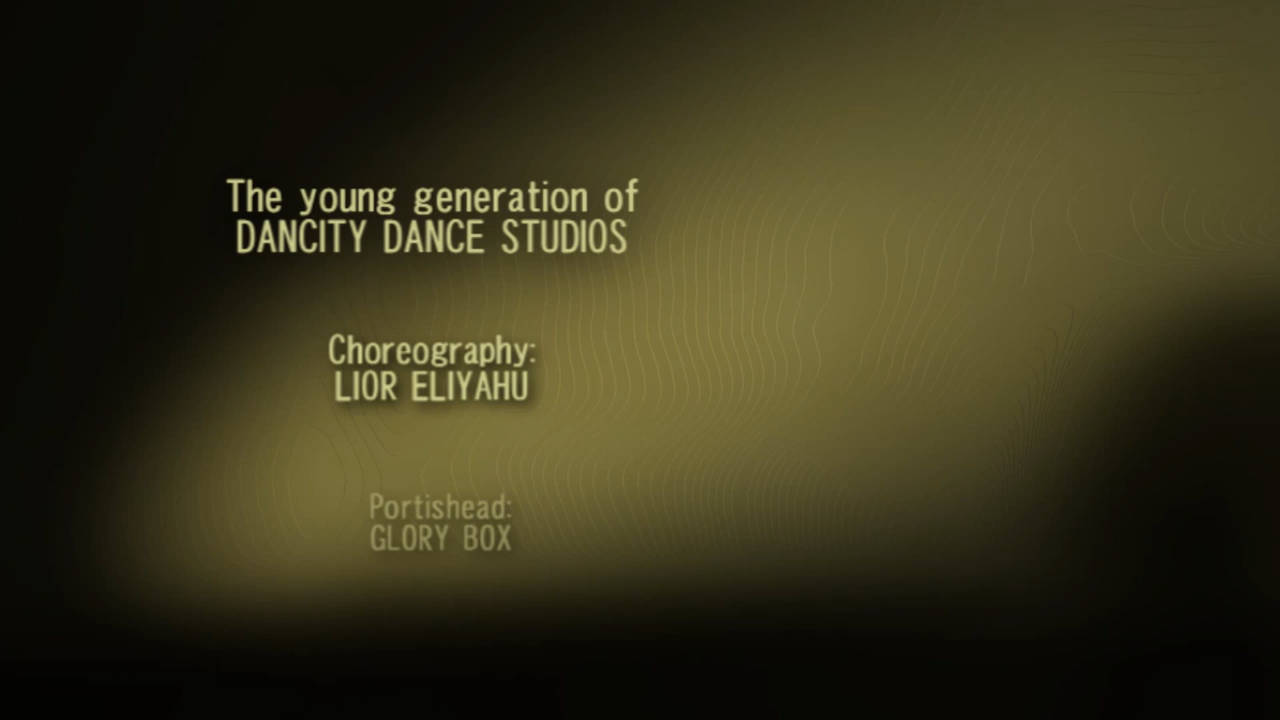 The young generation of
DANCITY DANCE STUDIOS
Choreography:
LIOR ELIYAHU
Portishead:
GLORY BOX